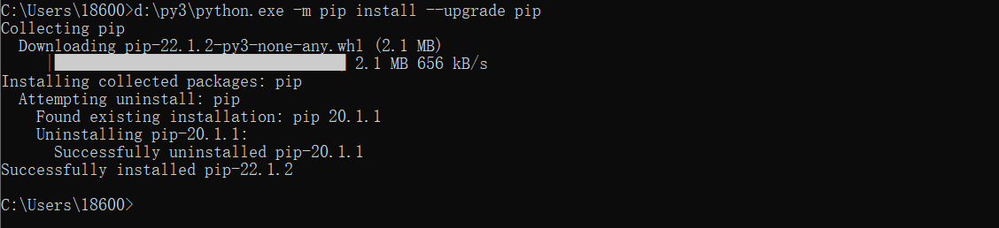 C:\Users\18600>d:\py3\python.exe -m pip install --upgrade pip
Collecting pip
Downloading pip-22.1.2-py3-none-any.whl (2.1 MB)
2.1 MB 656 kB/s
Installing collected packages: pip
Attempting uninstall: pip
Found existing installation: pip 20.1.1
Uninstalling pip-20.1.1:
Successfully uninstalled pip-20.1.1
Successfully installed pip-22.1.2
C:\Users\18600>